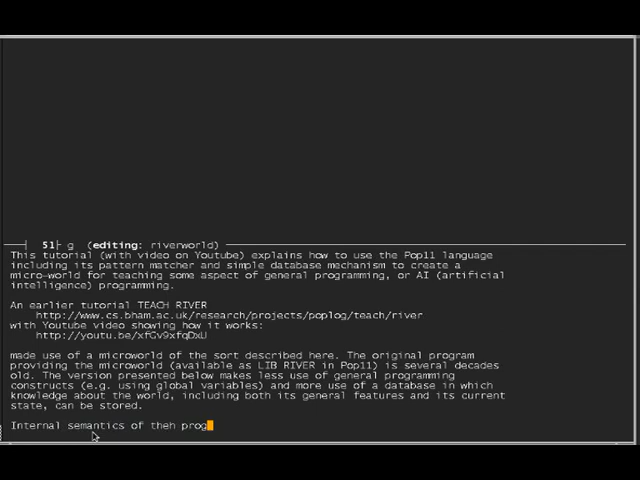 51 g (editing: riverworld)
This tutorial (with video on Youtube) explains how to use the Pop11 language
including its pattern matcher and simple database mechanism to create a
micro-world for teaching some aspect of general programming, or AI (artificial
intelligence) programming.
An earlier tutorial TEACH RIVER
http://www.cs.bham.ac.uk/research/projects/poplog/teach/river
with Youtube video showing how it works:
http://youtu.be/xfGv9xfqDxU
made use of a microworld of the sort described here. The original program
providing the microworld (available as LIB RIVER in Pop11) is several decades
old. The version presented below makes less use of general programming
constructs (e.g. using global variables) and more use of a database in which
knowledge about the world, including both its general features and its current
state, can be stored.
Internal semantics of theh prog